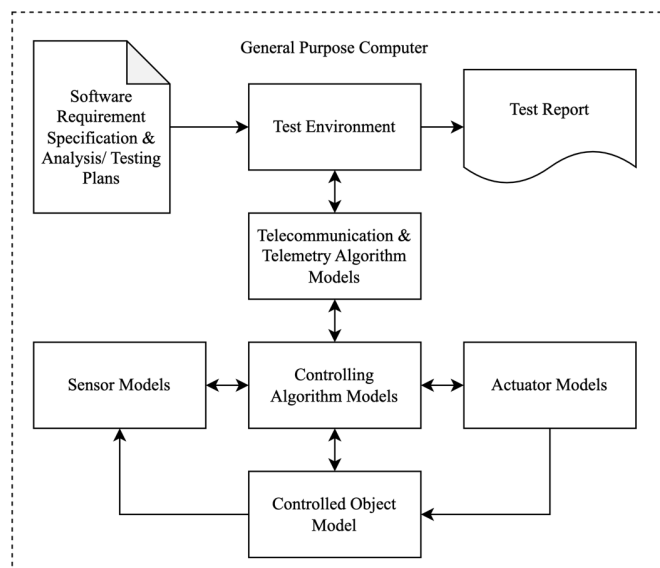 General Purpose Computer
Software
Requirement
Specification &
Analysis/ Testing
Plans
Test Environment
Test Report
Telecommunication &
Telemetry Algorithm
Models
Sensor Models
Controlling
Algorithm Models
Actuator Models
Controlled Object
Model